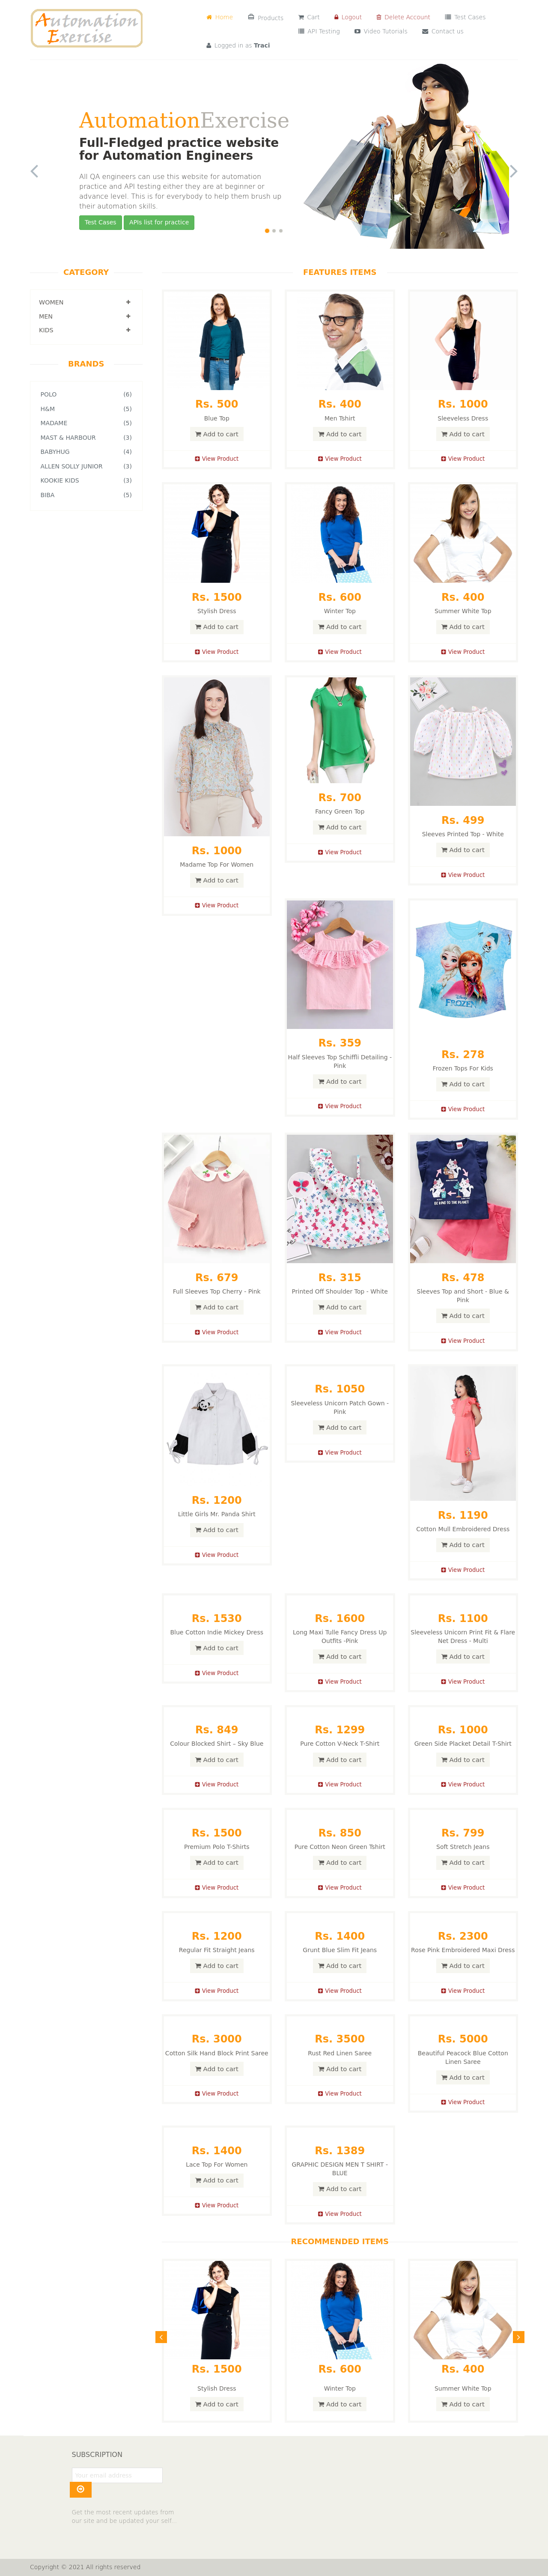 Automation
Exercise
Home
Products
Cart
Logout
Delete Account
Test Cases
API Testing
Video Tutorials
Contact us
Logged in as Traci
AutomationExercise
Full-Fledged practice website
for Automation Engineers
All QA engineers can use this website for automation
practice and API testing either they are at beginner or
advance level. This is for everybody to help them brush up
their automation skills.
Test Cases
APIs list for practice
CATEGORY
WOMEN
MEN
KIDS
BRANDS
POLO (6)
H&M (5)
MADAME (5)
MAST & HARBOUR (3)
BABYHUG (4)
ALLEN SOLLY JUNIOR (3)
KOOKIE KIDS (3)
BIBA (5)
FEATURES ITEMS
Rs. 500
Blue Top
Add to cart
View Product
Rs. 400
Men Tshirt
Add to cart
View Product
Rs. 1000
Sleeveless Dress
Add to cart
View Product
Rs. 1500
Stylish Dress
Add to cart
View Product
Rs. 600
Winter Top
Add to cart
View Product
Rs. 400
Summer White Top
Add to cart
View Product
Rs. 1000
Madame Top For Women
Add to cart
View Product
Rs. 700
Fancy Green Top
Add to cart
View Product
Rs. 499
Sleeves Printed Top - White
Add to cart
View Product
Rs. 359
Half Sleeves Top Schiffli Detailing -
Pink
Add to cart
View Product
FROZEN
Rs. 278
Frozen Tops For Kids
Add to cart
View Product
Rs. 679
Full Sleeves Top Cherry - Pink
Add to cart
View Product
Rs. 315
Printed Off Shoulder Top - White
Add to cart
View Product
BE KIND TO THE PLANET
Rs. 478
Sleeves Top and Short - Blue &
Pink
Add to cart
View Product
Rs. 1200
Little Girls Mr. Panda Shirt
Add to cart
View Product
Rs. 1050
Sleeveless Unicorn Patch Gown -
Pink
Add to cart
View Product
Rs. 1190
Cotton Mull Embroidered Dress
Add to cart
View Product
Rs. 1530
Blue Cotton Indie Mickey Dress
Add to cart
View Product
Rs. 1600
Long Maxi Tulle Fancy Dress Up
Outfits -Pink
Add to cart
View Product
Rs. 1100
Sleeveless Unicorn Print Fit & Flare
Net Dress - Multi
Add to cart
View Product
Rs. 849
Colour Blocked Shirt – Sky Blue
Add to cart
View Product
Rs. 1299
Pure Cotton V-Neck T-Shirt
Add to cart
View Product
Rs. 1000
Green Side Placket Detail T-Shirt
Add to cart
View Product
Rs. 1500
Premium Polo T-Shirts
Add to cart
View Product
Rs. 850
Pure Cotton Neon Green Tshirt
Add to cart
View Product
Rs. 799
Soft Stretch Jeans
Add to cart
View Product
Rs. 1200
Regular Fit Straight Jeans
Add to cart
View Product
Rs. 1400
Grunt Blue Slim Fit Jeans
Add to cart
View Product
Rs. 2300
Rose Pink Embroidered Maxi Dress
Add to cart
View Product
Rs. 3000
Cotton Silk Hand Block Print Saree
Add to cart
View Product
Rs. 3500
Rust Red Linen Saree
Add to cart
View Product
Rs. 5000
Beautiful Peacock Blue Cotton
Linen Saree
Add to cart
View Product
Rs. 1400
Lace Top For Women
Add to cart
View Product
Rs. 1389
GRAPHIC DESIGN MEN T SHIRT -
BLUE
Add to cart
View Product
RECOMMENDED ITEMS
Rs. 1500
Stylish Dress
Add to cart
Rs. 600
Winter Top
Add to cart
Rs. 400
Summer White Top
Add to cart
SUBSCRIPTION
Your email address
Get the most recent updates from
our site and be updated your self...
Copyright © 2021 All rights reserved